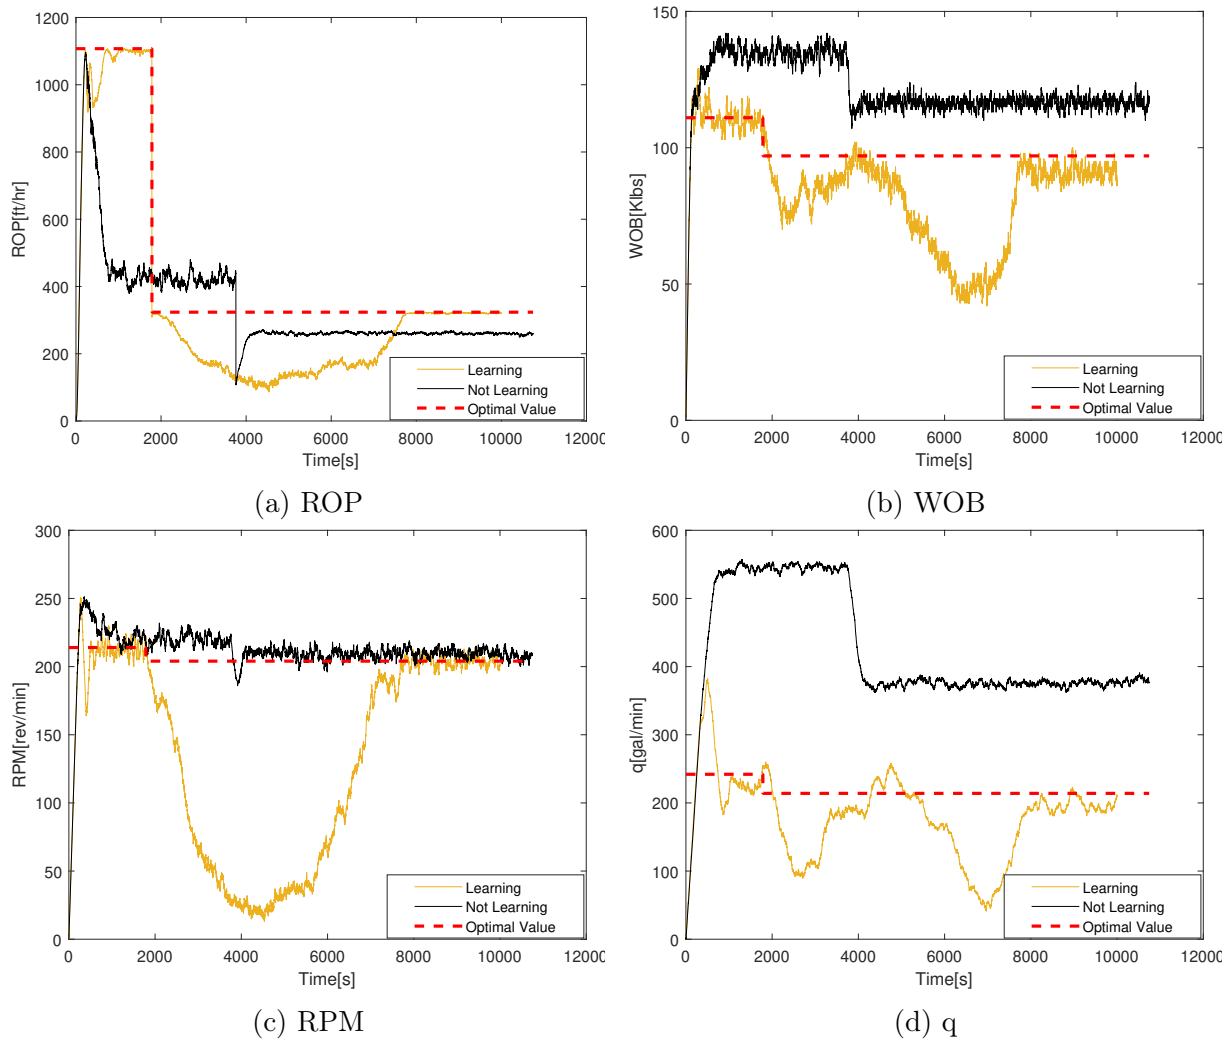 1200
1000
800
600
400
200
0
ROP[ft/hr]
0 2000 4000 6000 8000 10000 12000
Time[s]
Learning
Not Learning
Optimal Value
(a) ROP
150
100
50
0
WOB[Klbs]
0 2000 4000 6000 8000 10000 12000
Time[s]
Learning
Not Learning
Optimal Value
(b) WOB
300
250
200
150
100
50
0
RPM[rev/min]
0 2000 4000 6000 8000 10000 12000
Time[s]
Learning
Not Learning
Optimal Value
(c) RPM
600
500
400
300
200
100
0
q[gal/min]
0 2000 4000 6000 8000 10000 12000
Time[s]
Learning
Not Learning
Optimal Value
(d) q